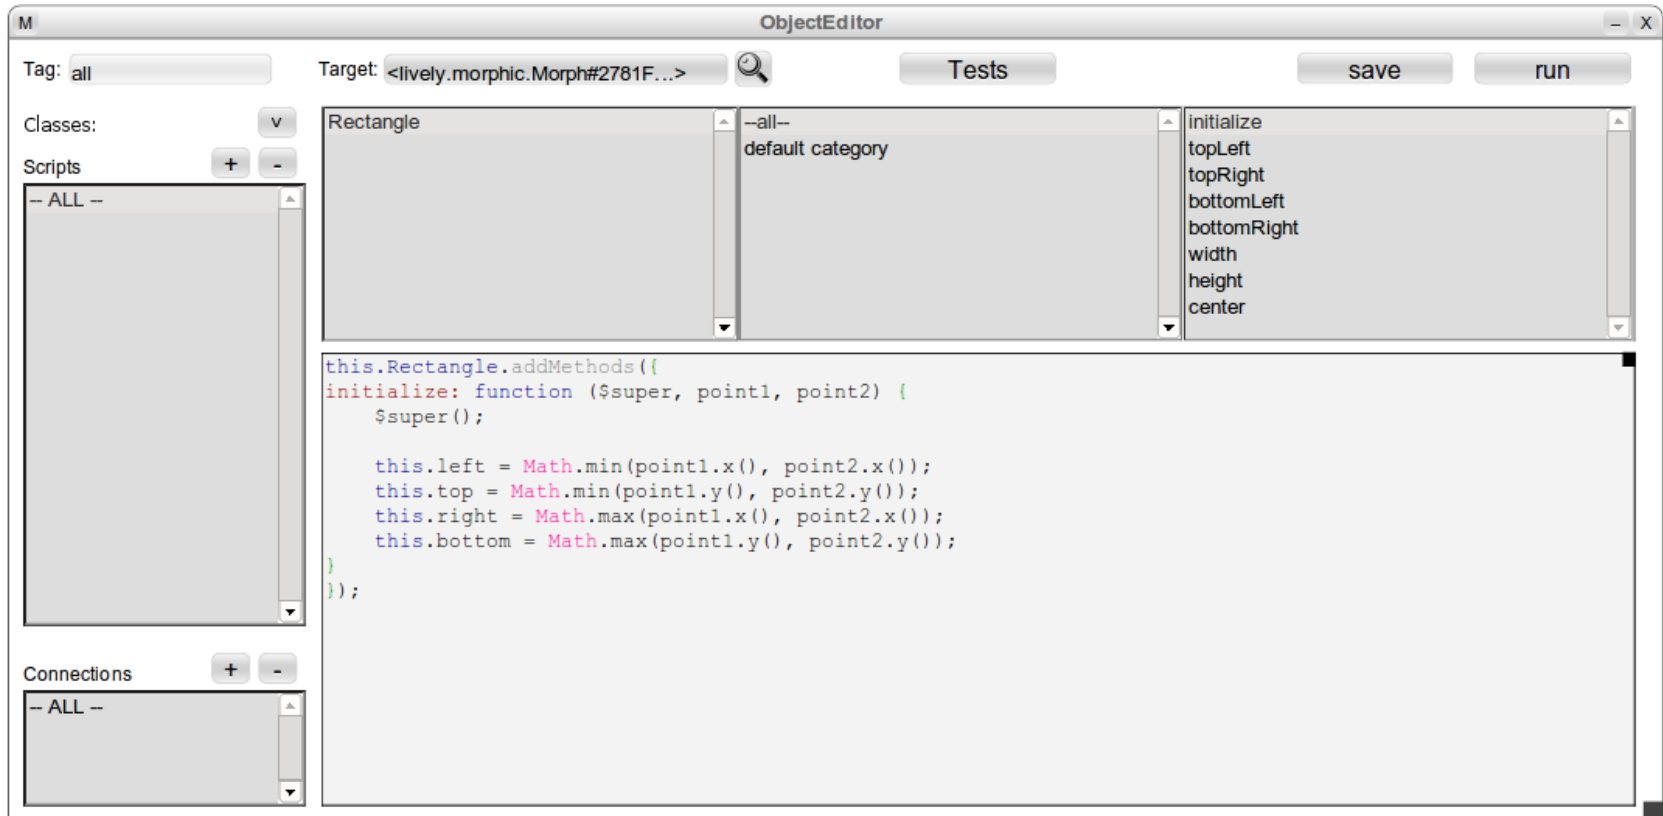 M ObjectEditor – X
Tag: all Target: <lively.morphic.Morph#2781F...> Tests save run
Classes: v
Scripts + -
-- ALL --
Connections + -
-- ALL --
Rectangle
--all--
default category
initialize
topLeft
topRight
bottomLeft
bottomRight
width
height
center
this.Rectangle.addMethods({
initialize: function ($super, point1, point2) {
    $super();
    this.left = Math.min(point1.x(), point2.x());
    this.top = Math.min(point1.y(), point2.y());
    this.right = Math.max(point1.x(), point2.x());
    this.bottom = Math.max(point1.y(), point2.y());
}
});